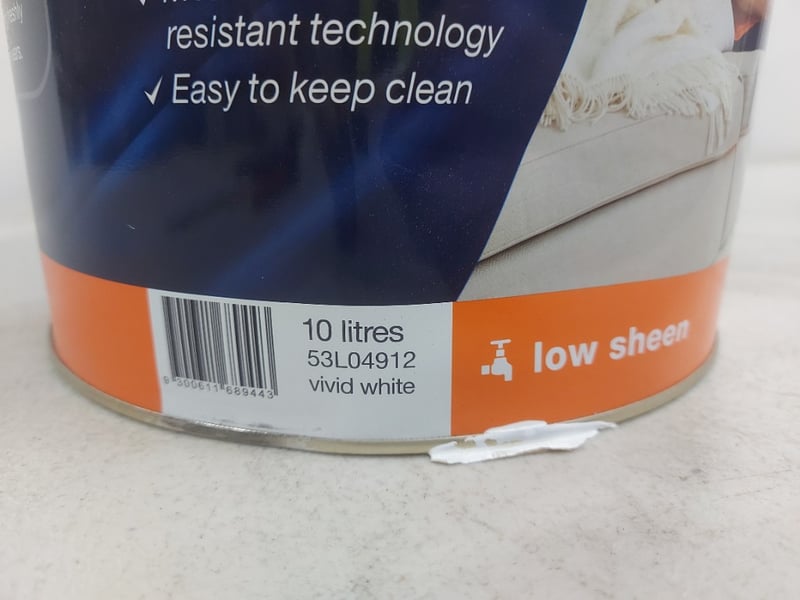 resistant technology
✓ Easy to keep clean
10 litres
53L04912
vivid white
9 300611 689443
low sheen